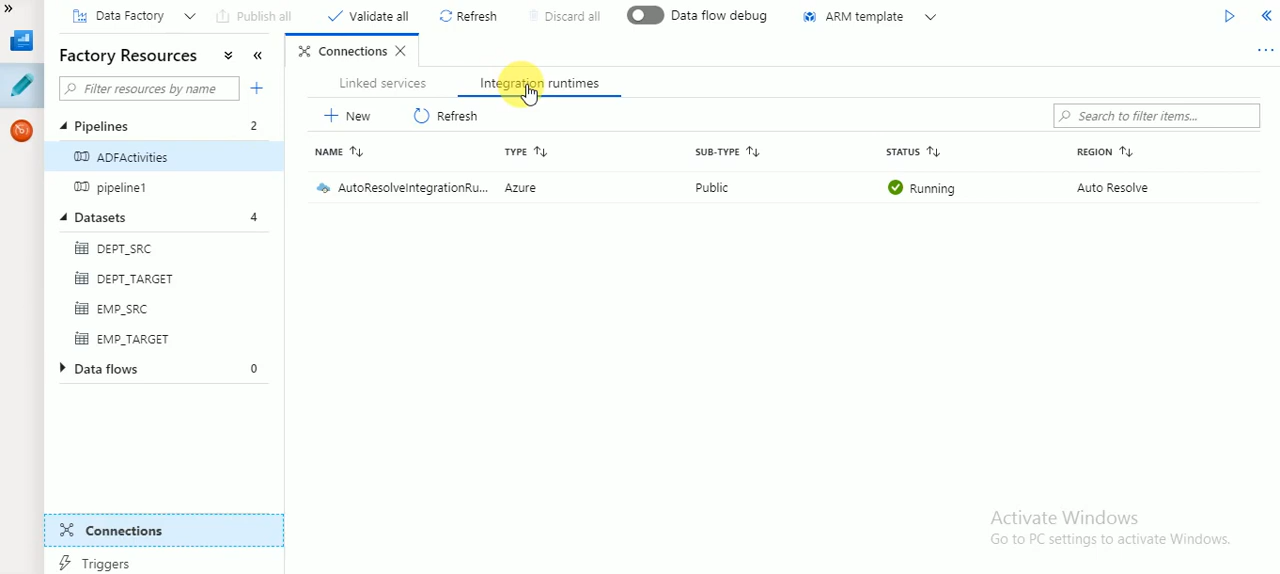 » Data Factory Publish all Validate all Refresh Discard all Data flow debug ARM template «
Factory Resources «
Connections
Filter resources by name +
Linked services Integration runtimes
+ New Refresh Search to filter items...
Pipelines 2
NAME TYPE SUB-TYPE STATUS REGION
ADFActivities
AutoResolveIntegrationRu... Azure Public Running Auto Resolve
pipeline1
Datasets 4
DEPT_SRC
DEPT_TARGET
EMP_SRC
EMP_TARGET
Data flows 0
Activate Windows
Go to PC settings to activate Windows.
Connections
Triggers